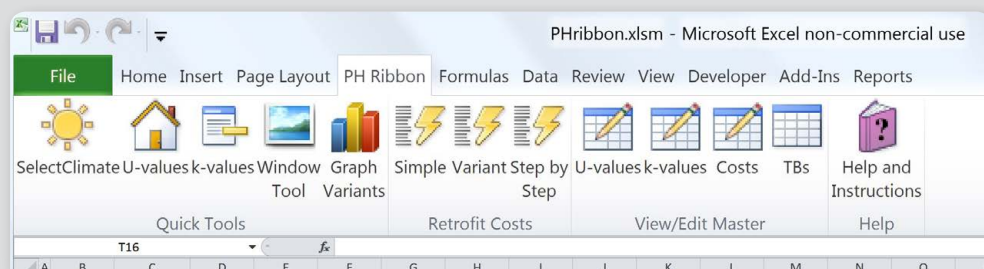 PHribbon.xlsm - Microsoft Excel non-commercial use
File Home Insert Page Layout PH Ribbon Formulas Data Review View Developer Add-Ins Reports
SelectClimate U-values k-values Window Graph Simple Variant Step by U-values k-values Costs TBs Help and
Tool Variants Step Instructions
Quick Tools Retrofit Costs View/Edit Master Help
T16 fx
A B C D E F G H I J K L M N O